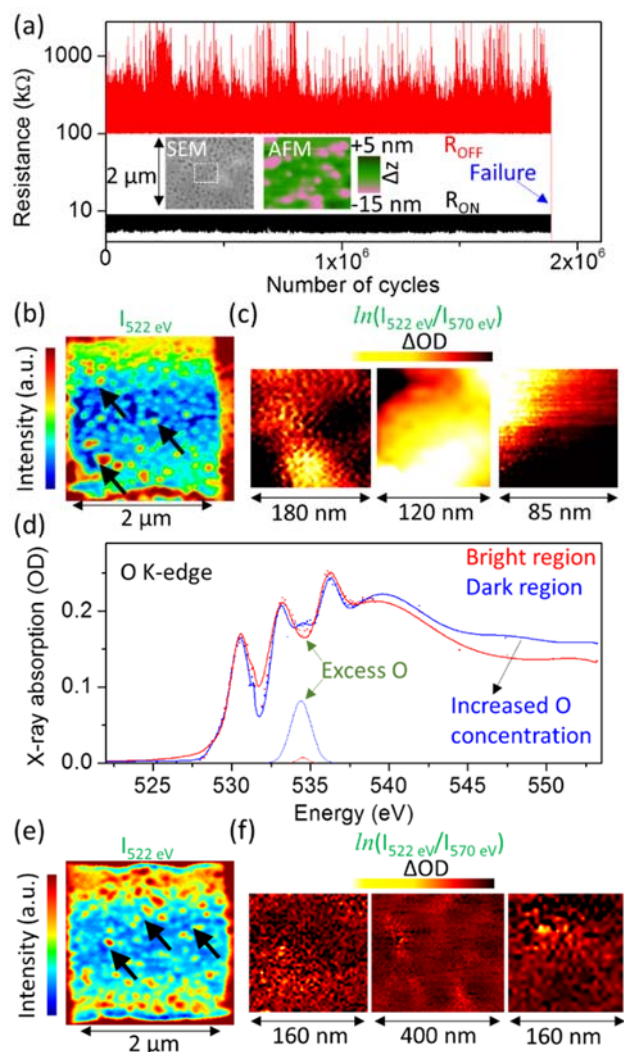 (a)
1000
100
10
Resistance (kΩ)
SEM
AFM
+5 nm
Δz
-15 nm
2 μm
R_OFF
Failure
R_ON
0
1x10⁶
2x10⁶
Number of cycles
(b)
I_522 eV
Intensity (a.u.)
2 μm
(c)
ln(I_522 eV/I_570 eV)
ΔOD
180 nm
120 nm
85 nm
(d)
O K-edge
Bright region
Dark region
Excess O
Increased O
concentration
X-ray absorption (OD)
0.2
0.1
0.0
525
530
535
540
545
550
Energy (eV)
(e)
I_522 eV
Intensity (a.u.)
2 μm
(f)
ln(I_522 eV/I_570 eV)
ΔOD
160 nm
400 nm
160 nm